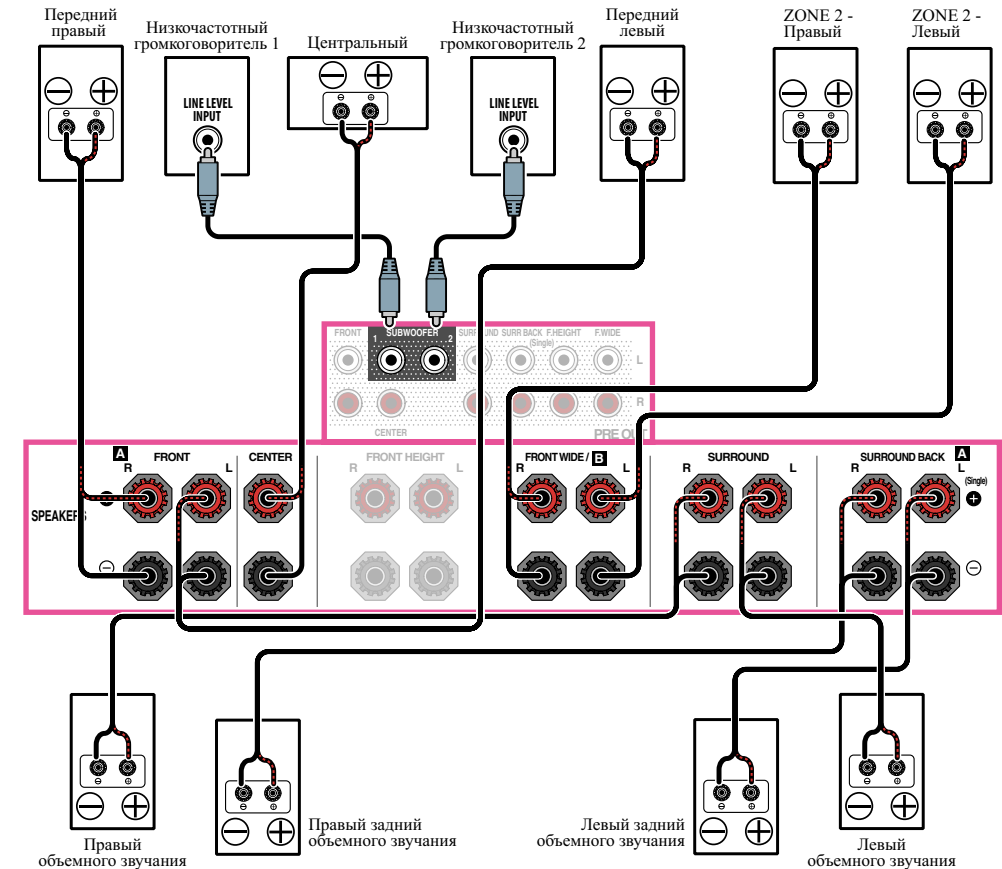 Передний
правый
Низкочастотный
громкоговоритель 1
Центральный
Низкочастотный
громкоговоритель 2
Передний
левый
ZONE 2 -
Правый
ZONE 2 -
Левый
LINE LEVEL
INPUT
LINE LEVEL
INPUT
FRONT
SUBWOOFER
1
2
SURROUND
SURR BACK
(Single)
F.HEIGHT
F.WIDE
L
R
CENTER
PRE OUT
SPEAKERS
A
FRONT
R
L
CENTER
FRONT HEIGHT
R
L
FRONT WIDE / B
R
L
SURROUND
R
L
SURROUND BACK
A
R
L
(Single)
Правый
объемного звучания
Правый задний
объемного звучания
Левый задний
объемного звучания
Левый
объемного звучания